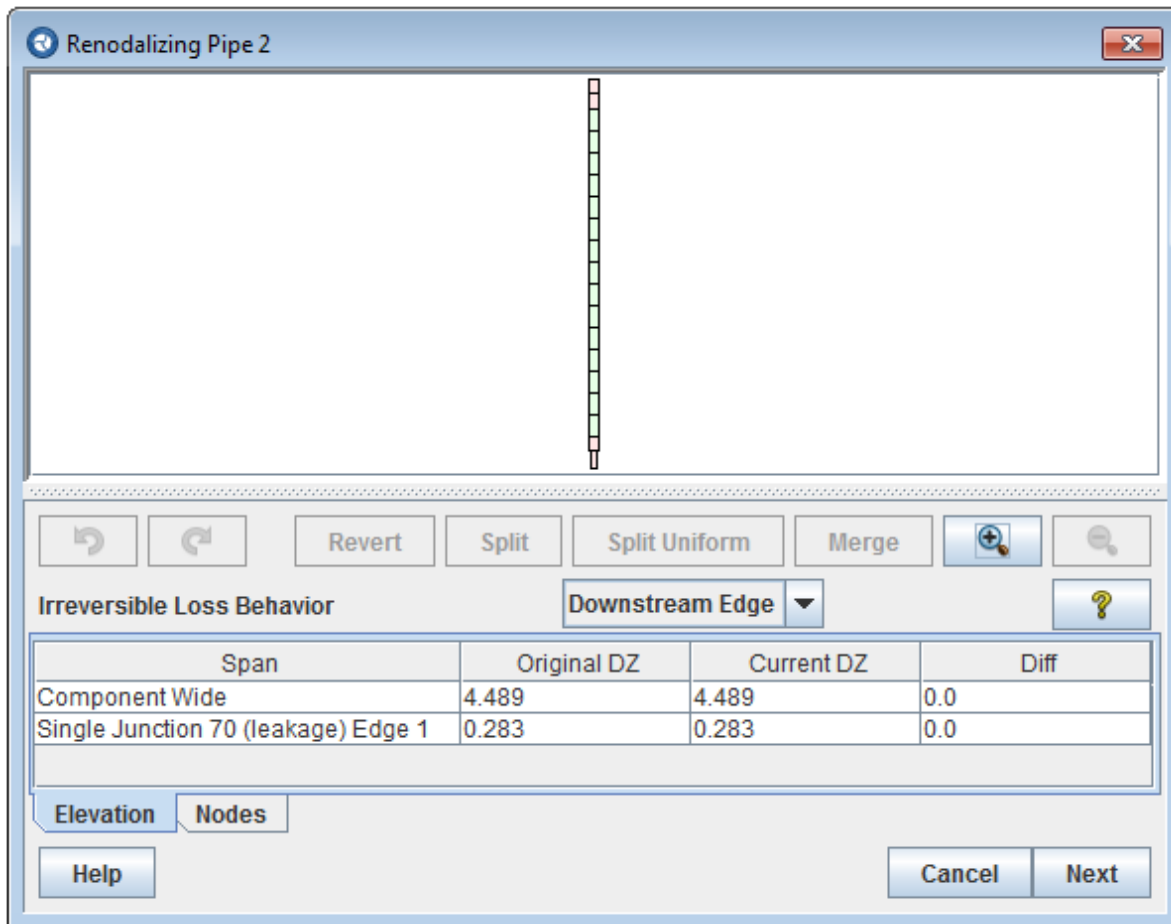 Renodalizing Pipe 2
Revert Split Split Uniform Merge
Irreversible Loss Behavior Downstream Edge ?
Span Original DZ Current DZ Diff
Component Wide 4.489 4.489 0.0
Single Junction 70 (leakage) Edge 1 0.283 0.283 0.0
Elevation Nodes
Help Cancel Next